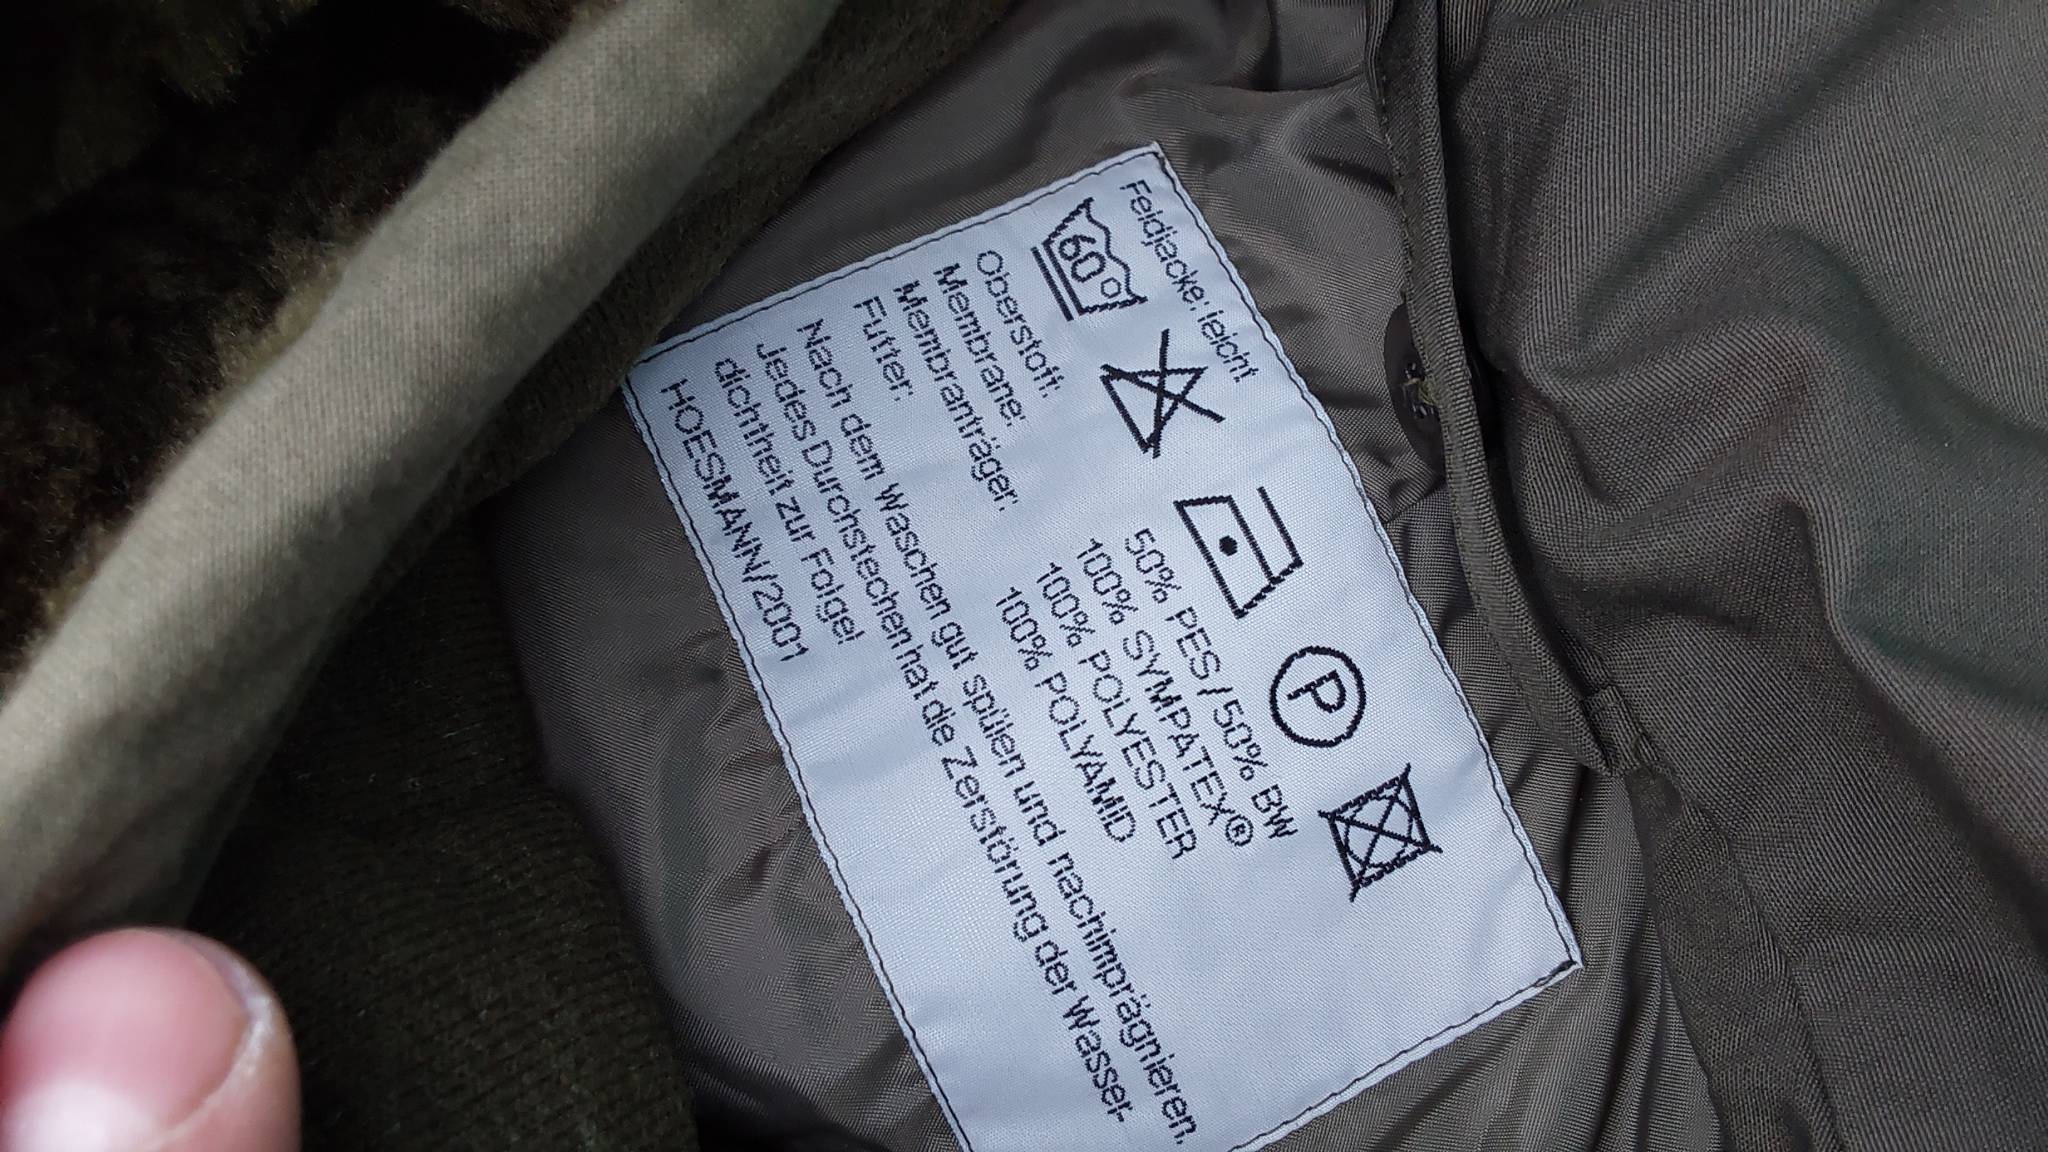 Feldjacke: leicht
60°
P
Oberstoff: 50% PES/50% BW
Membrane: 100% SYMPATEX®
Membranträger: 100% POLYESTER
Futter: 100% POLYAMID
Nach dem Waschen gut spülen und nachimprägnieren.
Jedes Durchstechen hat die Zerstörung der Wasser-
dichtheit zur Folge!
HOESMANN/2001